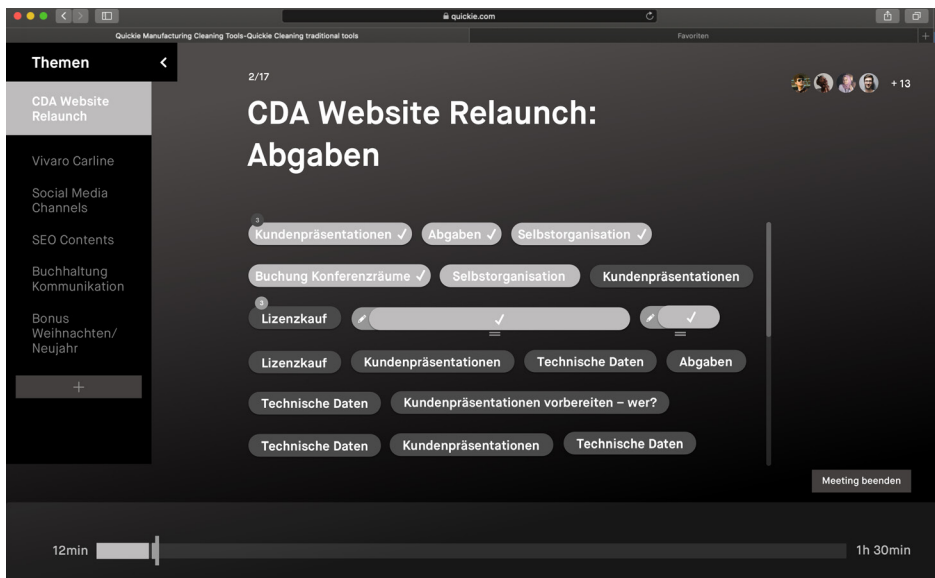 quickie.com
Quickie Manufacturing Cleaning Tools-Quickie Cleaning traditional tools
Favoriten
Themen
CDA Website
Relaunch
Vivaro Carline
Social Media
Channels
SEO Contents
Buchhaltung
Kommunikation
Bonus
Weihnachten/
Neujahr
+
2/17
+ 13
CDA Website Relaunch:
Abgaben
3
Kundenpräsentationen ✓ Abgaben ✓ Selbstorganisation ✓
Buchung Konferenzräume ✓ Selbstorganisation Kundenpräsentationen
3
Lizenzkauf ✓ ✓
Lizenzkauf Kundenpräsentationen Technische Daten Abgaben
Technische Daten Kundenpräsentationen vorbereiten – wer?
Technische Daten Kundenpräsentationen Technische Daten
Meeting beenden
12min 1h 30min